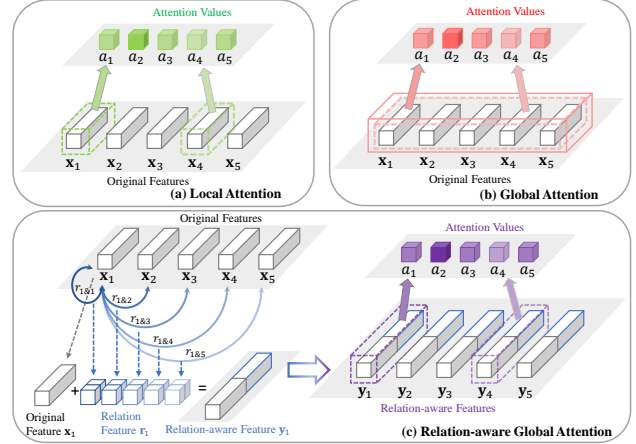 Attention Values
a1 a2 a3 a4 a5
x1 x2 x3 x4 x5
Original Features
(a) Local Attention
Attention Values
a1 a2 a3 a4 a5
x1 x2 x3 x4 x5
Original Features
(b) Global Attention
Original Features
x1 x2 x3 x4 x5
r1&1
r1&2
r1&3
r1&4
r1&5
+
=
Original
Feature x1
Relation
Feature r1
Relation-aware Feature y1
Attention Values
a1 a2 a3 a4 a5
y1 y2 y3 y4 y5
Relation-aware Features
(c) Relation-aware Global Attention